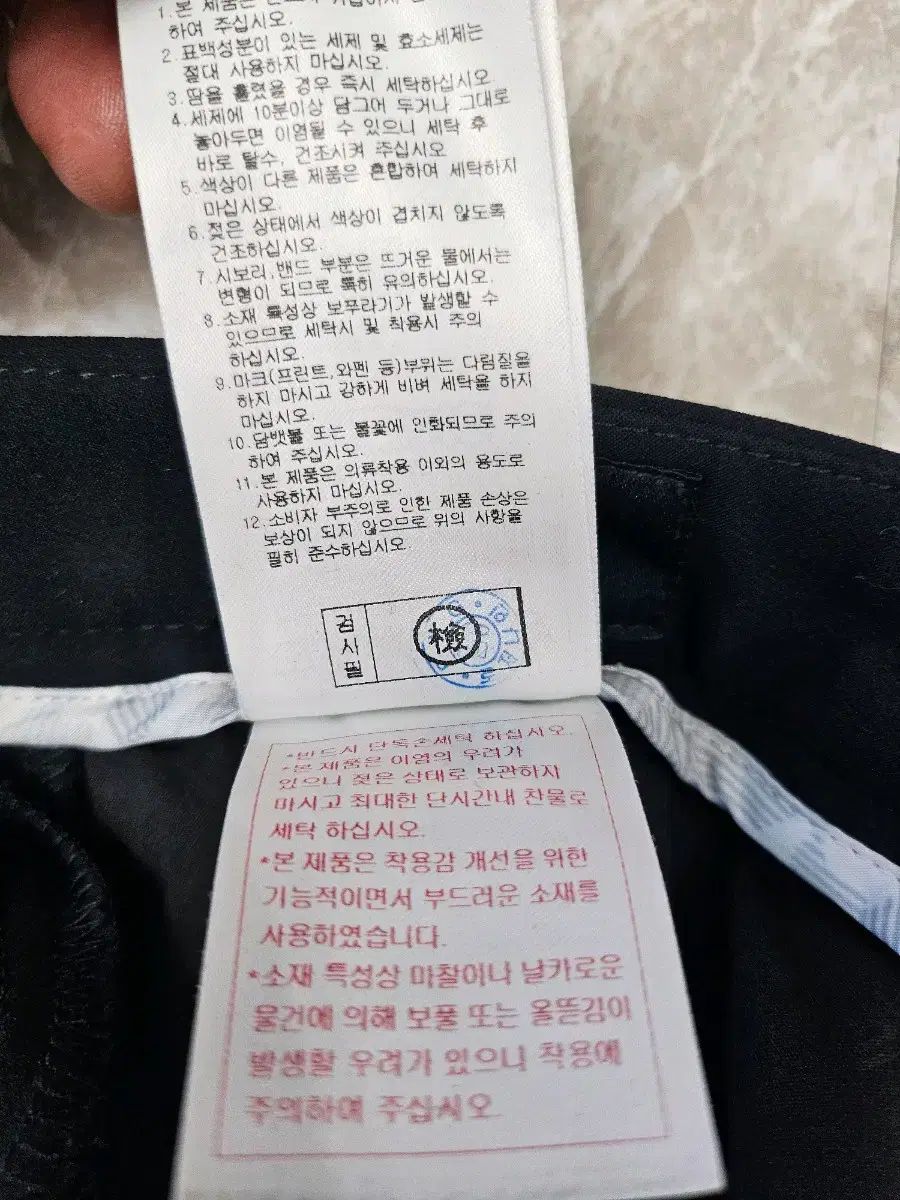 1.본 제품은
하여 주십시오.
2.표백성분이 있는 세제 및 효소세제는
절대 사용하지 마십시오.
3.땀을 흘렸을 경우 즉시 세탁하십시오.
4.세제에 10분이상 담그어 두거나 그대로
놓아두면 이염될 수 있으니 세탁 후
바로 탈수, 건조시켜 주십시오
5.색상이 다른 제품은 혼합하여 세탁하지
마십시오.
6.젖은 상태에서 색상이 겹치지 않도록
건조하십시오.
7.시보리,밴드 부분은 뜨거운 물에서는
변형이 되므로 특히 유의하십시오.
8.소재 특성상 보푸라기가 발생할 수
있으므로 세탁시 및 착용시 주의
하십시오.
9.마크(프린트,와펜 등)부위는 다림질을
하지 마시고 강하게 비벼 세탁을 하지
마십시오.
10.담뱃불 또는 불꽃에 인화되므로 주의
하여 주십시오.
11.본 제품은 의류착용 이외의 용도로
사용하지 마십시오.
12.소비자 부주의로 인한 제품 손상은
보상이 되지 않으므로 위의 사항을
필히 준수하십시오.
검시필
檢
*반드시 단독손세탁 하십시오.
*본 제품은 이염의 우려가
있으니 젖은 상태로 보관하지
마시고 최대한 단시간내 찬물로
세탁 하십시오.
*본 제품은 착용감 개선을 위한
기능적이면서 부드러운 소재를
사용하였습니다.
*소재 특성상 마찰이나 날카로운
물건에 의해 보풀 또는 올뜯김이
발생할 우려가 있으니 착용에
주의하여 주십시오